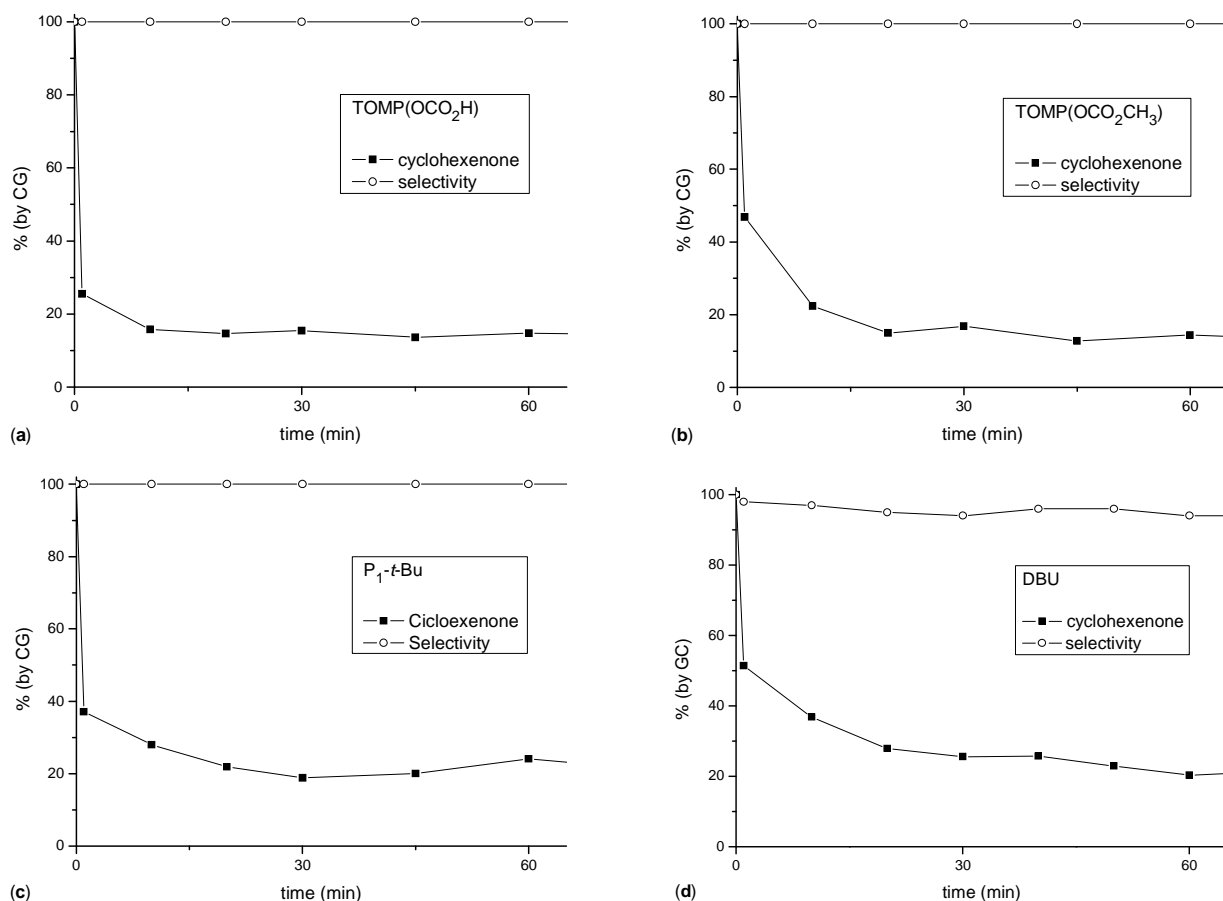 100
80
60
40
20
0
% (by CG)
TOMP(OCO2H)
cyclohexenone
selectivity
0
30
60
time (min)
(a)
100
80
60
40
20
0
% (by CG)
TOMP(OCO2CH3)
cyclohexenone
selectivity
0
30
60
time (min)
(b)
100
80
60
40
20
0
% (by CG)
P1-t-Bu
Cicloexenone
Selectivity
0
30
60
time (min)
(c)
100
80
60
40
20
0
% (by GC)
DBU
cyclohexenone
selectivity
0
30
60
time (min)
(d)